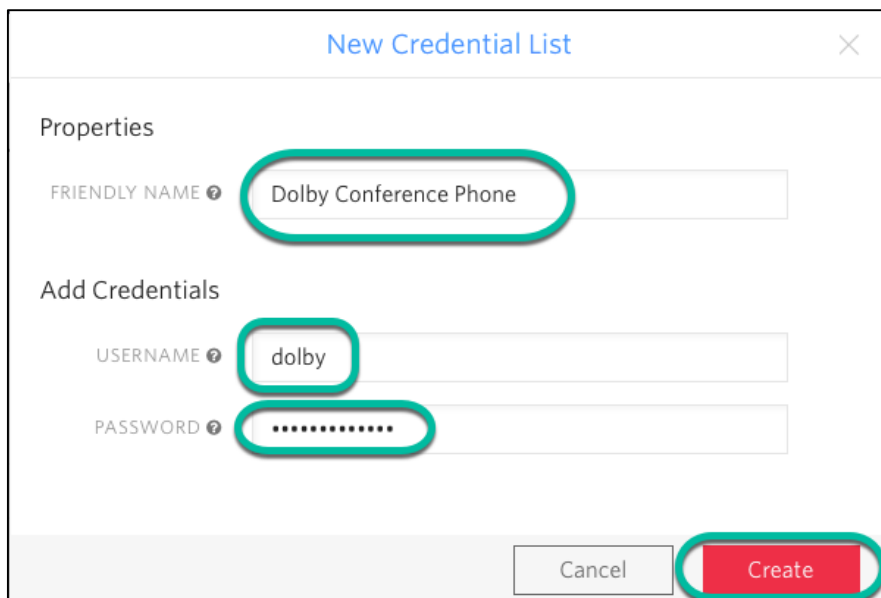 New Credential List
Properties
FRIENDLY NAME
Dolby Conference Phone
Add Credentials
USERNAME
dolby
PASSWORD
•••••••••••••
Cancel
Create